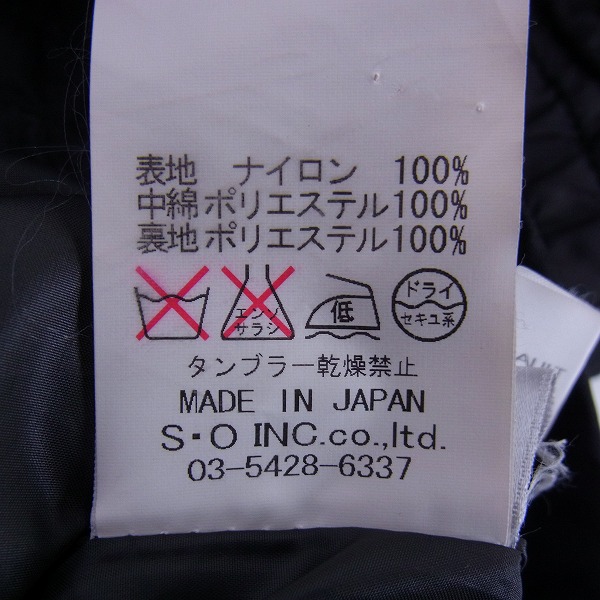 表地 ナイロン 100%
中綿ポリエステル100%
裏地ポリエステル100%
エンソ
サラシ
低
ドライ
セキユ系
タンブラー乾燥禁止
MADE IN JAPAN
S・O INC.co.,ltd.
03-5428-6337